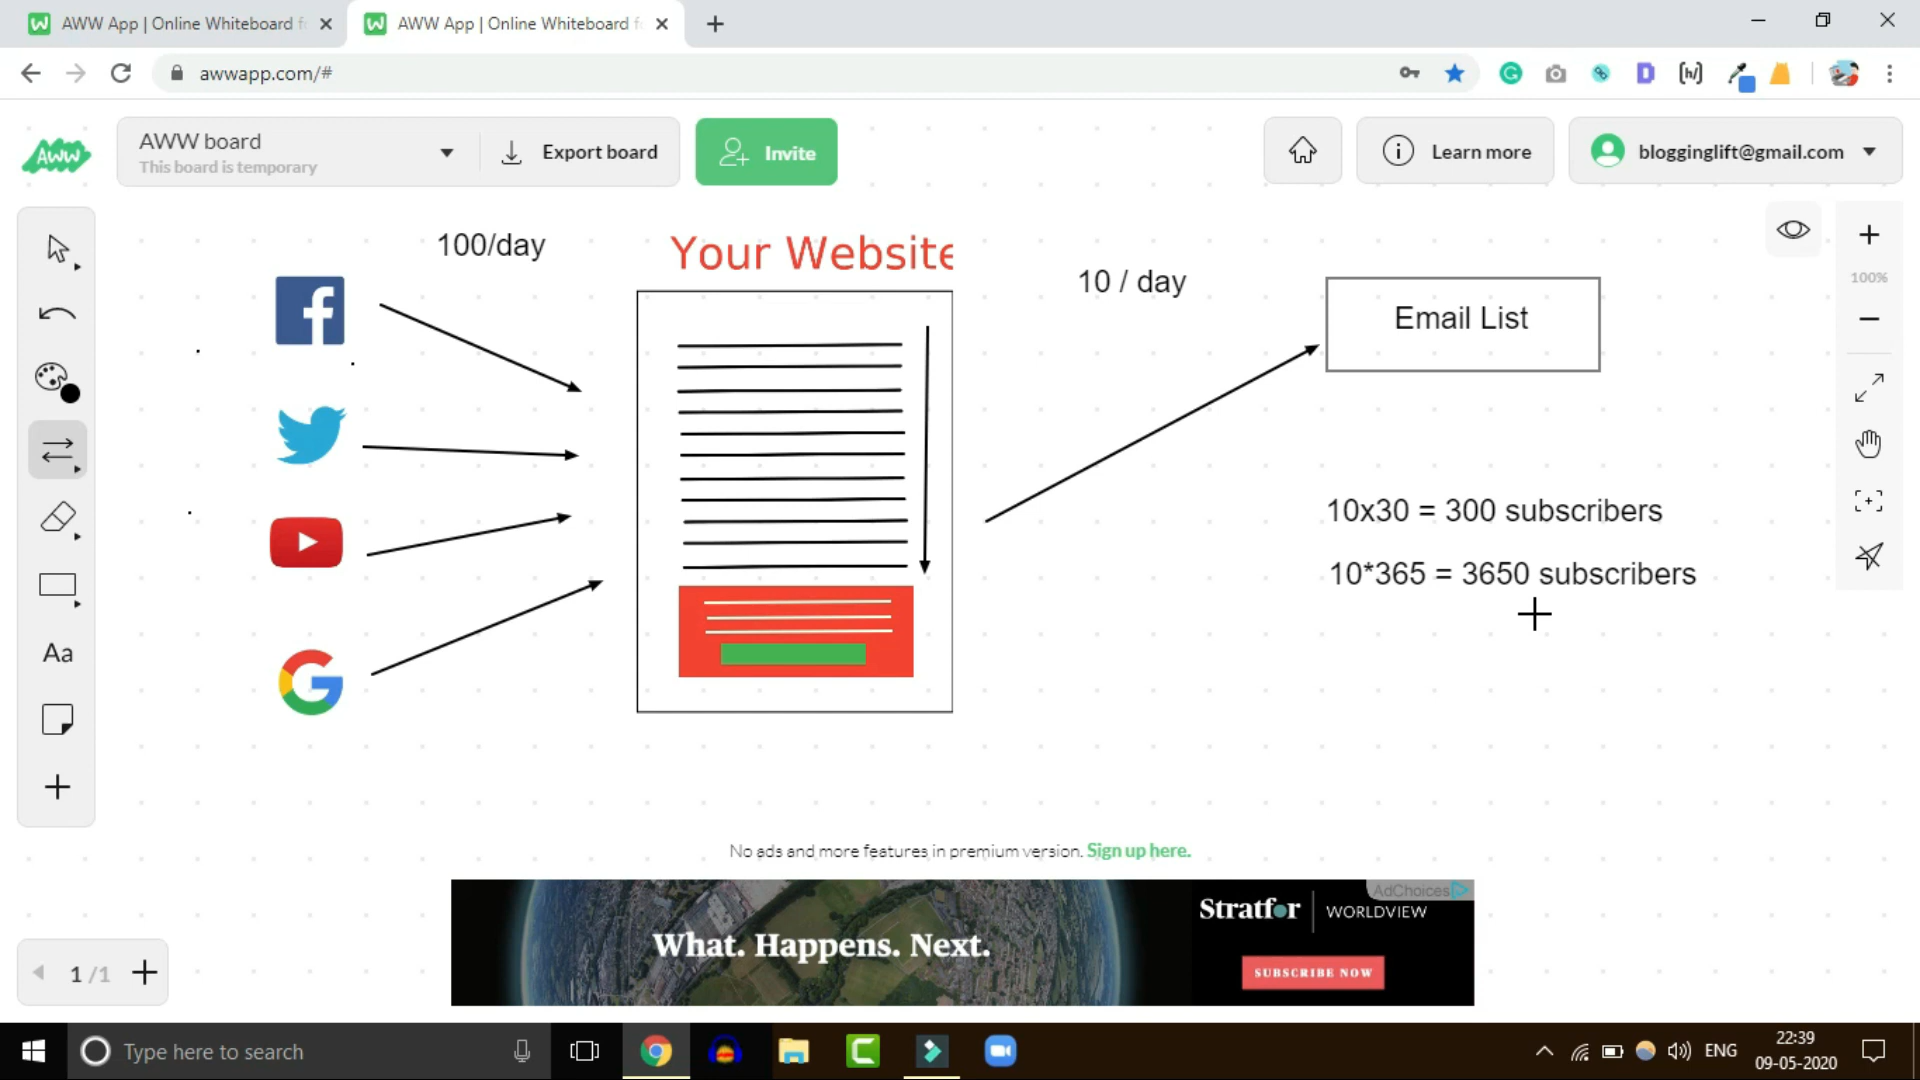 AWW App | Online Whiteboard f
AWW App | Online Whiteboard f
awwapp.com/#
AWW
AWW board
This board is temporary
Export board
Invite
Learn more
blogginglift@gmail.com
100/day
Your Website
10 / day
Email List
100%
10x30 = 300 subscribers
10*365 = 3650 subscribers
Aa
No ads and more features in premium version. Sign up here.
AdChoices
Stratfor | WORLDVIEW
What. Happens. Next.
SUBSCRIBE NOW
1 /1
Type here to search
ENG
22:39
09-05-2020